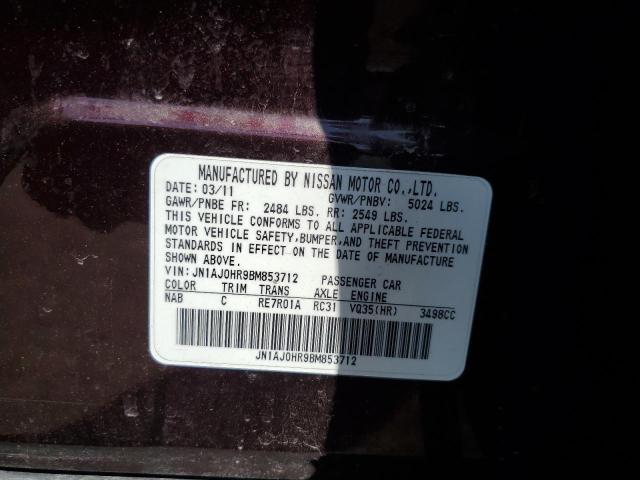 MANUFACTURED BY NISSAN MOTOR CO.,LTD.
DATE: 03/11 GVWR/PNBV: 5024 LBS.
GAWR/PNBE FR: 2484 LBS. RR: 2549 LBS.
THIS VEHICLE CONFORMS TO ALL APPLICABLE FEDERAL
MOTOR VEHICLE SAFETY,BUMPER,AND THEFT PREVENTION
STANDARDS IN EFFECT ON THE DATE OF MANUFACTURE
SHOWN ABOVE.
VIN: JN1AJ0HR9BM853712 PASSENGER CAR
COLOR TRIM TRANS AXLE ENGINE
NAB C RE7R01A RC31 VQ35(HR) 3498CC
JN1AJ0HR9BM853712